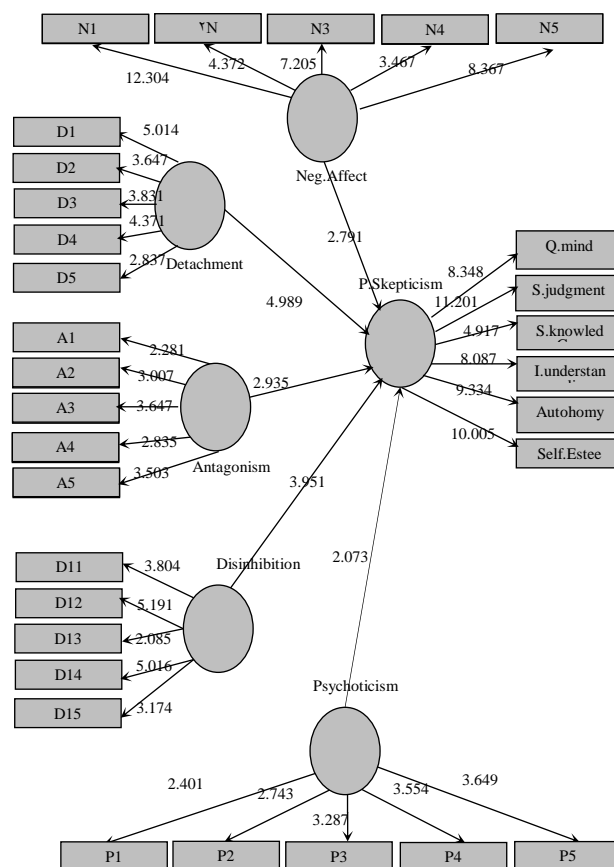 N1
٢N
N3
N4
N5
12.304
4.372
7.205
3.467
8.367
Neg.Affect
D1
D2
D3
D4
D5
5.014
3.647
3.831
4.371
2.837
Detachment
2.791
4.989
P.Skepticism
Q.mind
S.judgment
S.knowled
I.understan
Autohomy
Self.Estee
8.348
11.201
4.917
8.087
9.334
10.005
A1
A2
A3
A4
A5
2.281
3.007
3.647
2.835
3.503
Antagonism
2.935
3.951
D11
D12
D13
D14
D15
3.804
5.191
2.085
5.016
3.174
Disinhibition
2.073
Psychoticism
2.401
2.743
3.287
3.554
3.649
P1
P2
P3
P4
P5